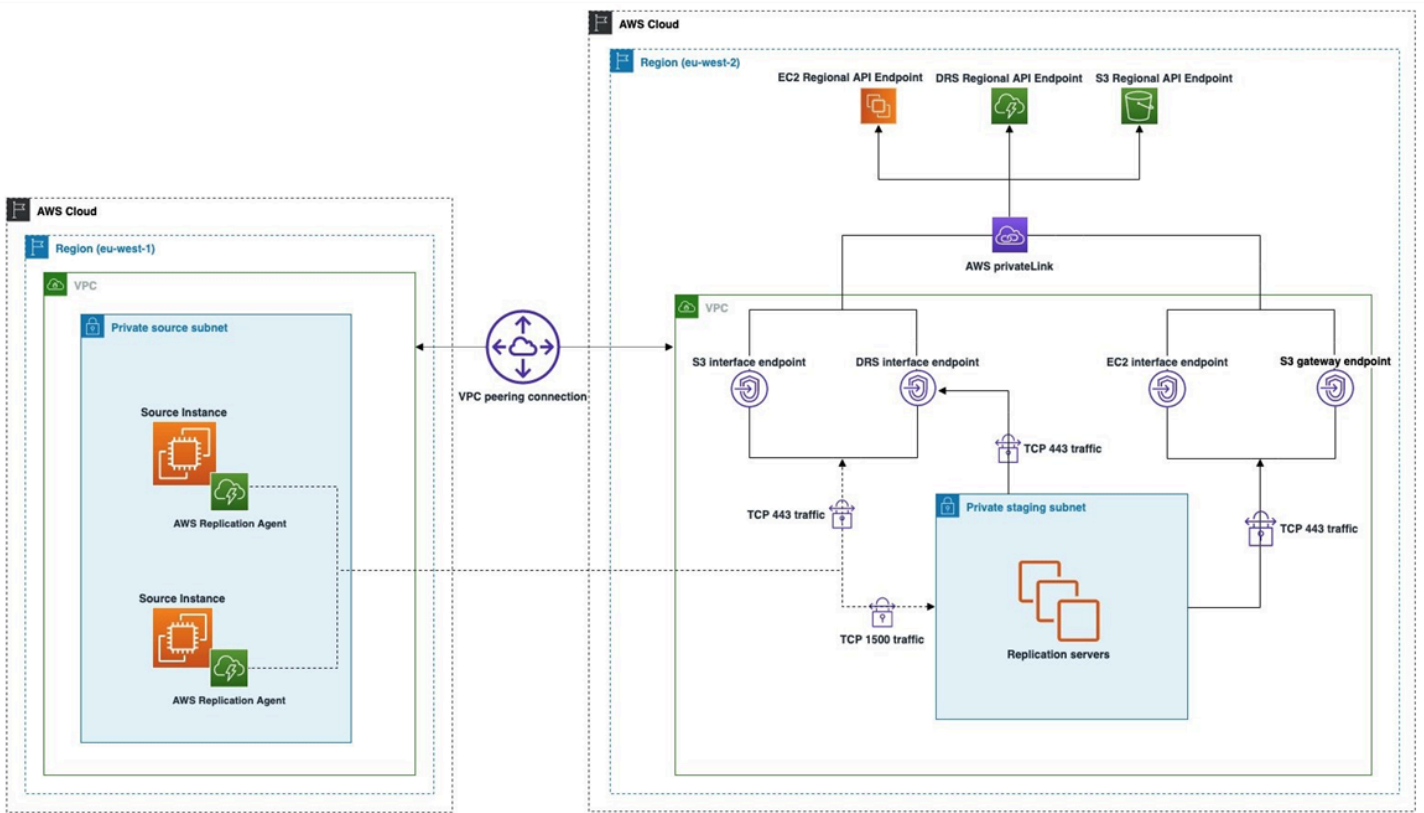 AWS Cloud
Region (eu-west-2)
EC2 Regional API Endpoint
DRS Regional API Endpoint
S3 Regional API Endpoint
AWS privateLink
AWS Cloud
Region (eu-west-1)
VPC
Private source subnet
Source Instance
AWS Replication Agent
Source Instance
AWS Replication Agent
VPC peering connection
VPC
S3 interface endpoint
DRS interface endpoint
EC2 interface endpoint
S3 gateway endpoint
TCP 443 traffic
TCP 443 traffic
TCP 443 traffic
Private staging subnet
TCP 1500 traffic
Replication servers